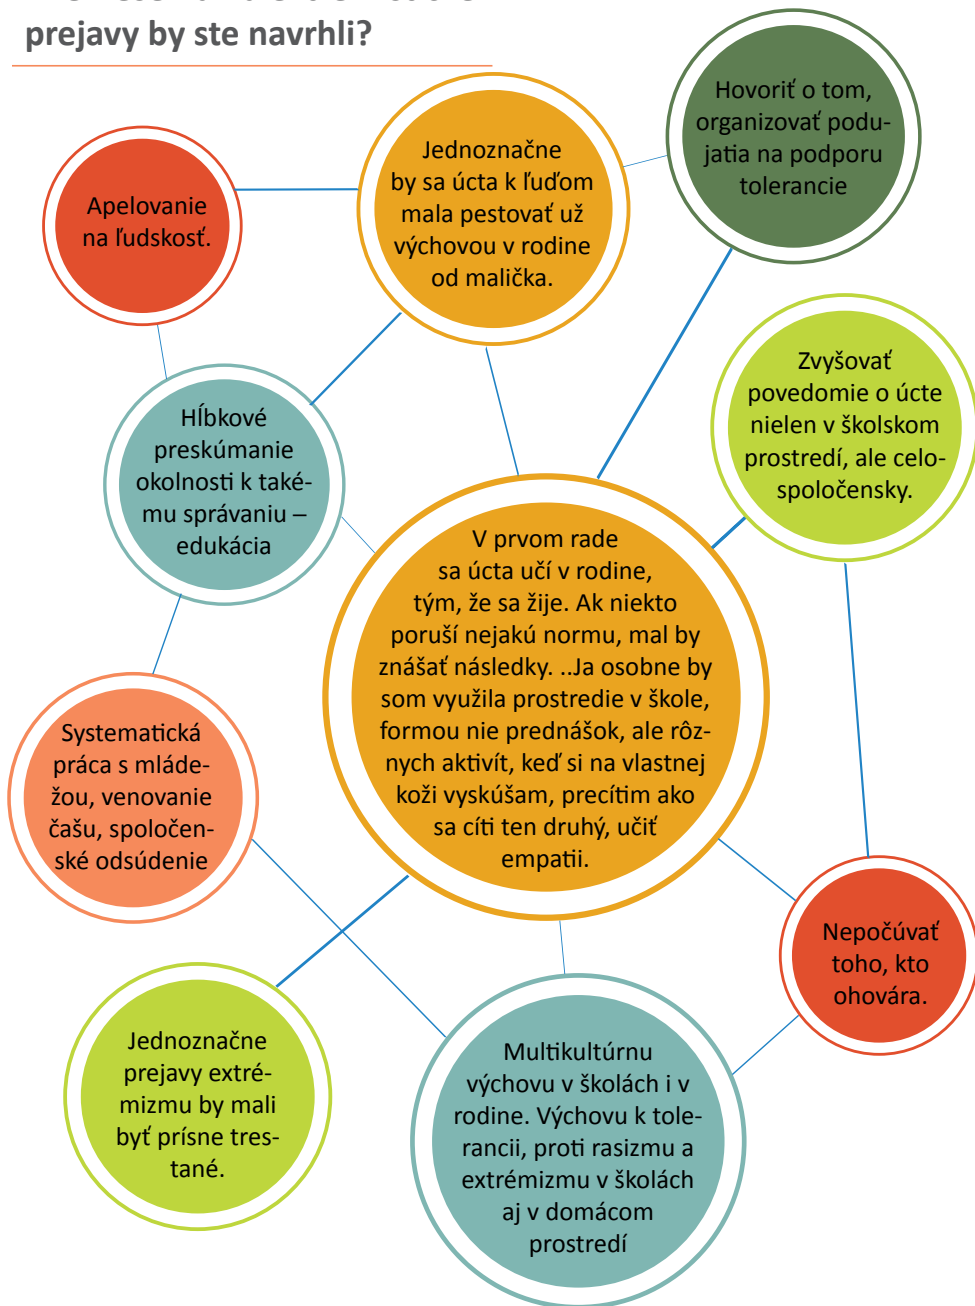 prejavy by ste navrhli?
Hovoriť o tom,
organizovať podu-
jatia na podporu
tolerancie
Jednoznačne
by sa úcta k ľuďom
mala pestovať už
výchovou v rodine
od malička.
Apelovanie
na ľudskosť.
Zvyšovať
povedomie o úcte
nielen v školskom
prostredí, ale celo-
spoločensky.
Hĺbkové
preskúmanie
okolnosti k také-
mu správaniu –
edukácia
V prvom rade
sa úcta učí v rodine,
tým, že sa žije. Ak niekto
poruší nejakú normu, mal by
znášať následky. ..Ja osobne by
som využila prostredie v škole,
formou nie prednášok, ale rôz-
nych aktivít, keď si na vlastnej
koži vyskúšam, precítim ako
sa cíti ten druhý, učiť
empatii.
Systematická
práca s mláde-
žou, venovanie
čašu, spoločen-
ské odsúdenie
Nepočúvať
toho, kto
ohovára.
Jednoznačne
prejavy extré-
mizmu by mali
byť prísne tres-
tané.
Multikultúrnu
výchovu v školách i v
rodine. Výchovu k tole-
rancii, proti rasizmu a
extrémizmu v školách
aj v domácom
prostredí